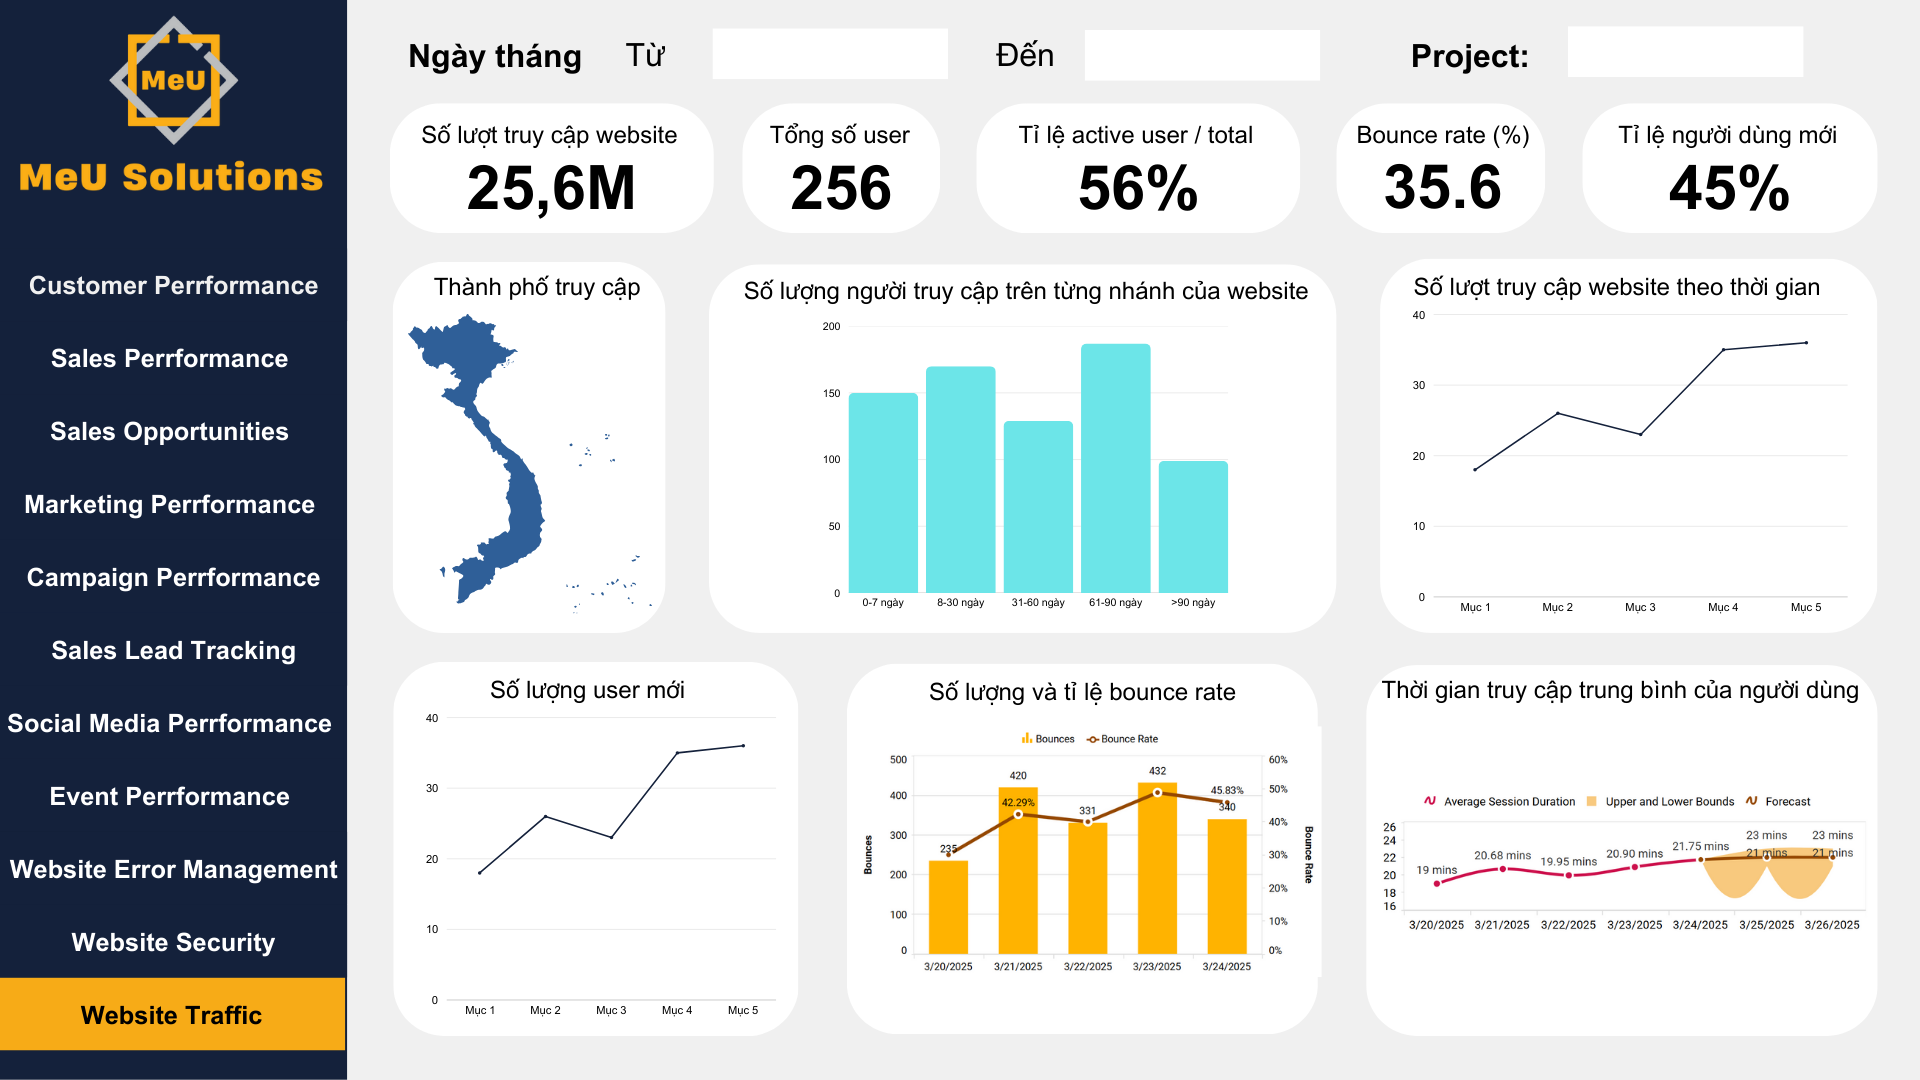 MeU
MeU Solutions
Customer Perrformance
Sales Perrformance
Sales Opportunities
Marketing Perrformance
Campaign Perrformance
Sales Lead Tracking
Social Media Perrformance
Event Perrformance
Website Error Management
Website Security
Website Traffic
Ngày tháng Từ Đến Project:
Số lượt truy cập website
25,6M
Tổng số user
256
Tỉ lệ active user / total
56%
Bounce rate (%)
35.6
Tỉ lệ người dùng mới
45%
Thành phố truy cập
Số lượng người truy cập trên từng nhánh của website
200
150
100
50
0
0-7 ngày 8-30 ngày 31-60 ngày 61-90 ngày >90 ngày
Số lượt truy cập website theo thời gian
40
30
20
10
0
Mục 1 Mục 2 Mục 3 Mục 4 Mục 5
Số lượng user mới
40
30
20
10
0
Mục 1 Mục 2 Mục 3 Mục 4 Mục 5
Số lượng và tỉ lệ bounce rate
Bounces Bounce Rate
500
400
300
200
100
0
Bounces
235
420
42.29%
331
432
45.83%
340
60%
50%
40%
30%
20%
10%
0%
Bounce Rate
3/20/2025 3/21/2025 3/22/2025 3/23/2025 3/24/2025
Thời gian truy cập trung bình của người dùng
Average Session Duration Upper and Lower Bounds Forecast
26
24
22
20
18
16
19 mins
20.68 mins
19.95 mins
20.90 mins
21.75 mins
23 mins
21 mins
23 mins
21 mins
3/20/2025 3/21/2025 3/22/2025 3/23/2025 3/24/2025 3/25/2025 3/26/2025